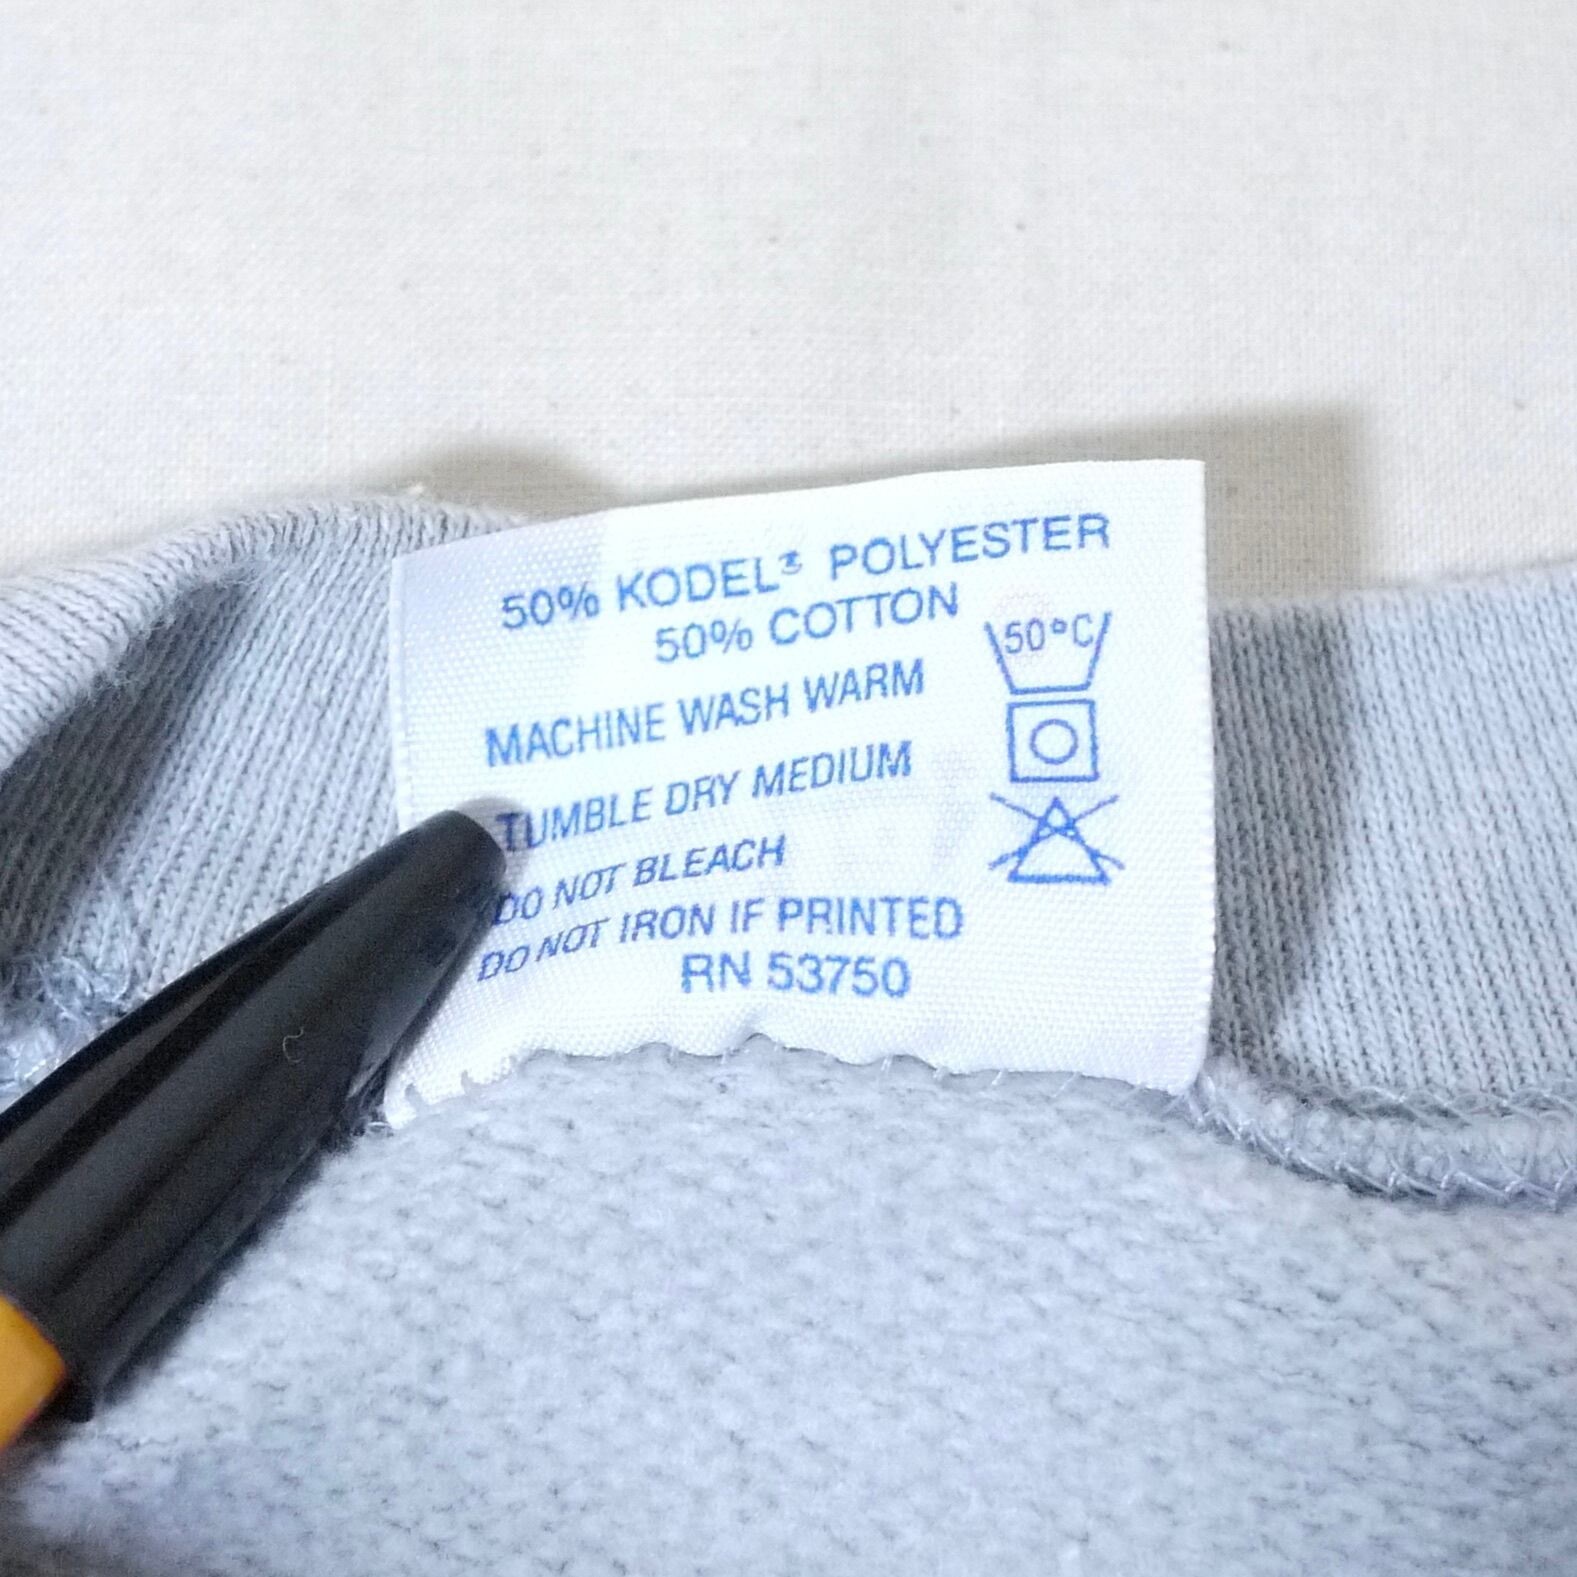 50% KODEL® POLYESTER
50% COTTON
50°C
MACHINE WASH WARM
TUMBLE DRY MEDIUM
DO NOT BLEACH
DO NOT IRON IF PRINTED
RN 53750